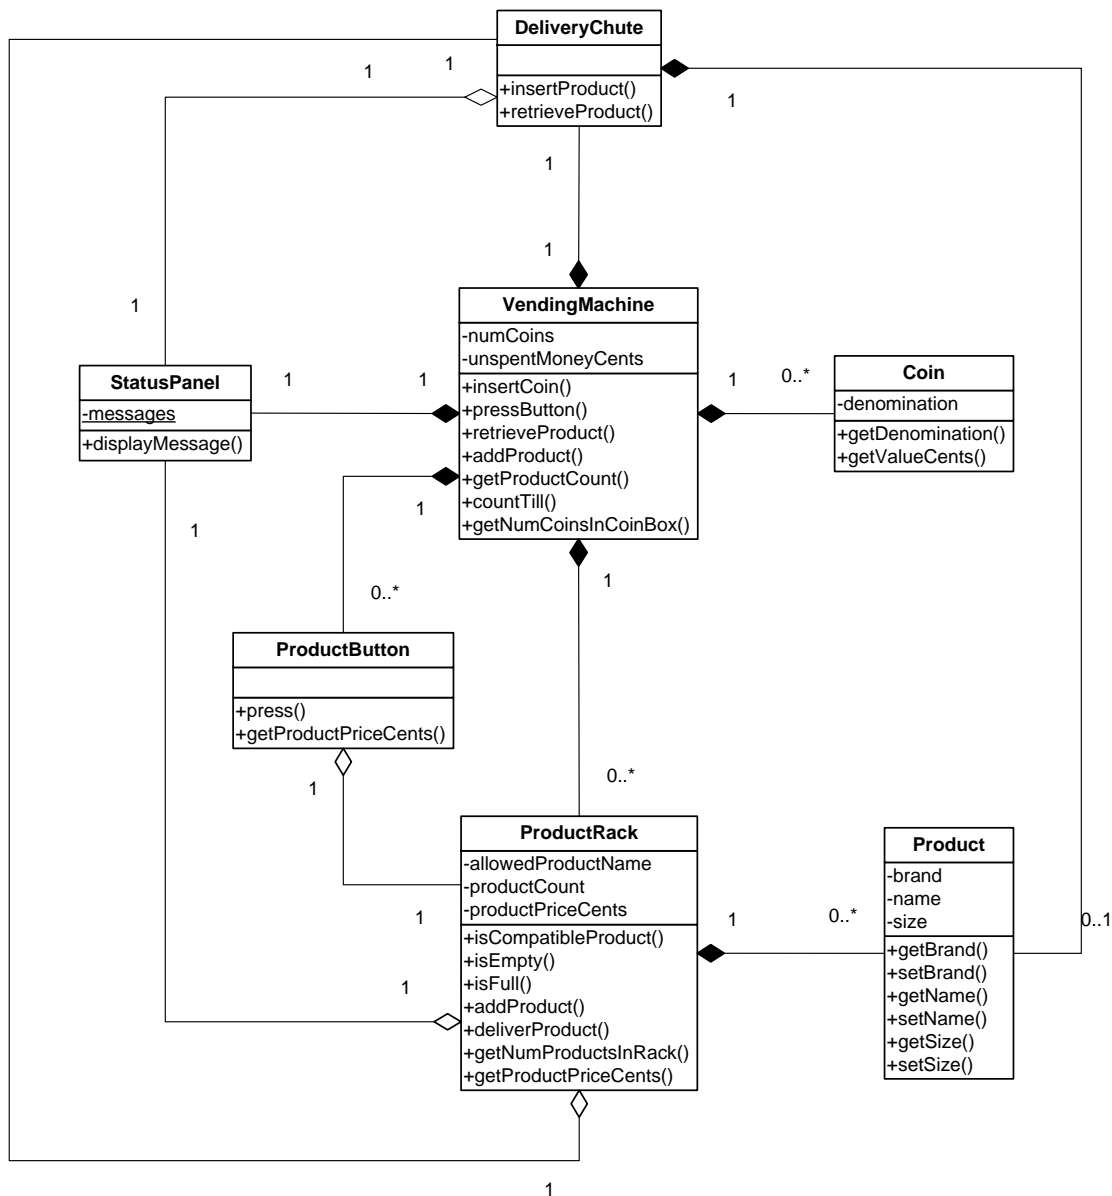 DeliveryChute
+insertProduct()
+retrieveProduct()
1
1
1
1
1
1
VendingMachine
-numCoins
-unspentMoneyCents
+insertCoin()
+pressButton()
+retrieveProduct()
+addProduct()
+getProductCount()
+countTill()
+getNumCoinsInCoinBox()
StatusPanel
-messages
+displayMessage()
1
1
1
0..*
Coin
-denomination
+getDenomination()
+getValueCents()
1
1
1
0..*
ProductButton
+press()
+getProductPriceCents()
1
0..*
ProductRack
-allowedProductName
-productCount
-productPriceCents
+isCompatibleProduct()
+isEmpty()
+isFull()
+addProduct()
+deliverProduct()
+getNumProductsInRack()
+getProductPriceCents()
1
1
1
0..*
Product
-brand
-name
-size
+getBrand()
+setBrand()
+getName()
+setName()
+getSize()
+setSize()
0..1
1